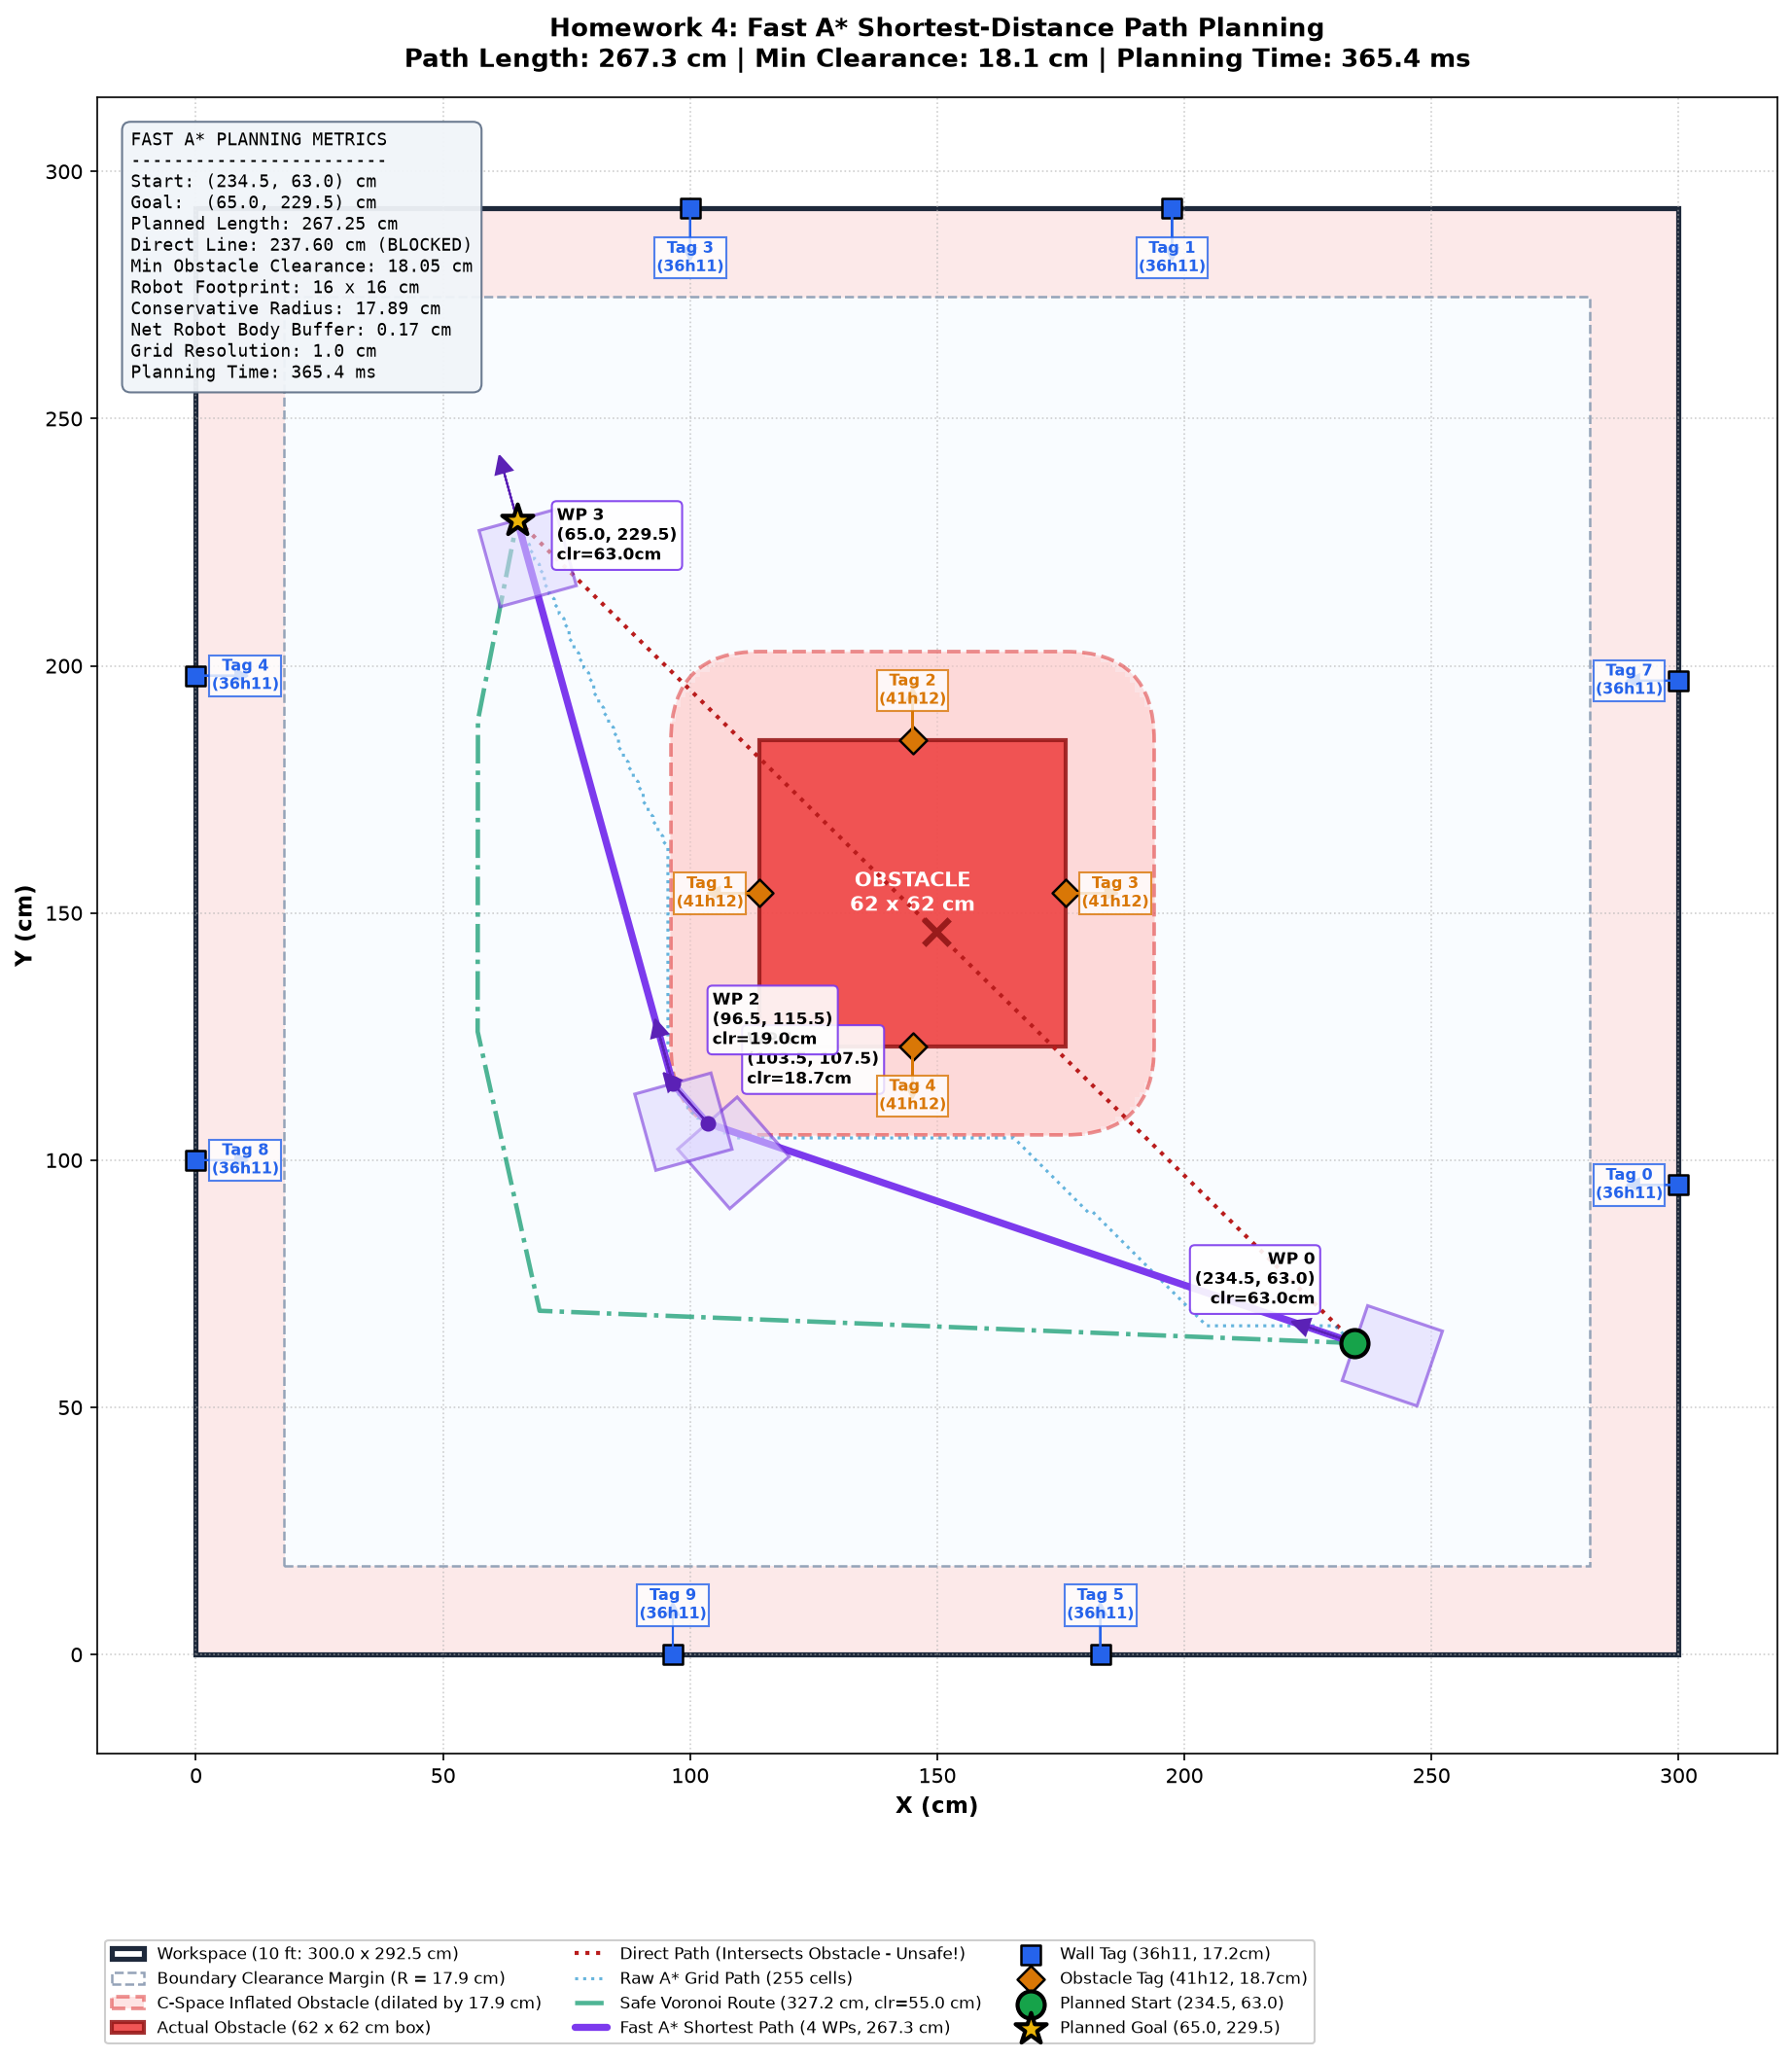 Homework 4: Fast A* Shortest-Distance Path Planning
Path Length: 267.3 cm | Min Clearance: 18.1 cm | Planning Time: 365.4 ms
FAST A* PLANNING METRICS
------------------------
Start: (234.5, 63.0) cm
Goal:  (65.0, 229.5) cm
Planned Length: 267.25 cm
Direct Line: 237.60 cm (BLOCKED)
Min Obstacle Clearance: 18.05 cm
Robot Footprint: 16 x 16 cm
Conservative Radius: 17.89 cm
Net Robot Body Buffer: 0.17 cm
Grid Resolution: 1.0 cm
Planning Time: 365.4 ms
Tag 3
(36h11)
Tag 1
(36h11)
WP 3
(65.0, 229.5)
clr=63.0cm
Tag 4
(36h11)
Tag 2
(41h12)
Tag 7
(36h11)
Tag 1
(41h12)
OBSTACLE
62 x 62 cm
Tag 3
(41h12)
WP 2
(96.5, 115.5)
clr=19.0cm
(103.5, 107.5)
clr=18.7cm
Tag 4
(41h12)
Tag 8
(36h11)
Tag 0
(36h11)
WP 0
(234.5, 63.0)
clr=63.0cm
Tag 9
(36h11)
Tag 5
(36h11)
300
250
200
150
100
50
0
Y (cm)
0 50 100 150 200 250 300
X (cm)
Workspace (10 ft: 300.0 x 292.5 cm)
Boundary Clearance Margin (R = 17.9 cm)
C-Space Inflated Obstacle (dilated by 17.9 cm)
Actual Obstacle (62 x 62 cm box)
Direct Path (Intersects Obstacle - Unsafe!)
Raw A* Grid Path (255 cells)
Safe Voronoi Route (327.2 cm, clr=55.0 cm)
Fast A* Shortest Path (4 WPs, 267.3 cm)
Wall Tag (36h11, 17.2cm)
Obstacle Tag (41h12, 18.7cm)
Planned Start (234.5, 63.0)
Planned Goal (65.0, 229.5)